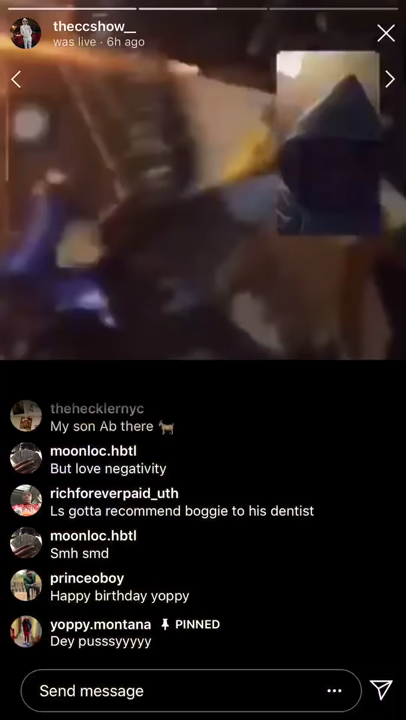 theccshow__
was live · 6h ago
thehecklernyc
My son Ab there 🐐
moonloc.hbtl
But love negativity
richforeverpaid_uth
Ls gotta recommend boggie to his dentist
moonloc.hbtl
Smh smd
princeoboy
Happy birthday yoppy
yoppy.montana PINNED
Dey pusssyyyyy
Send message